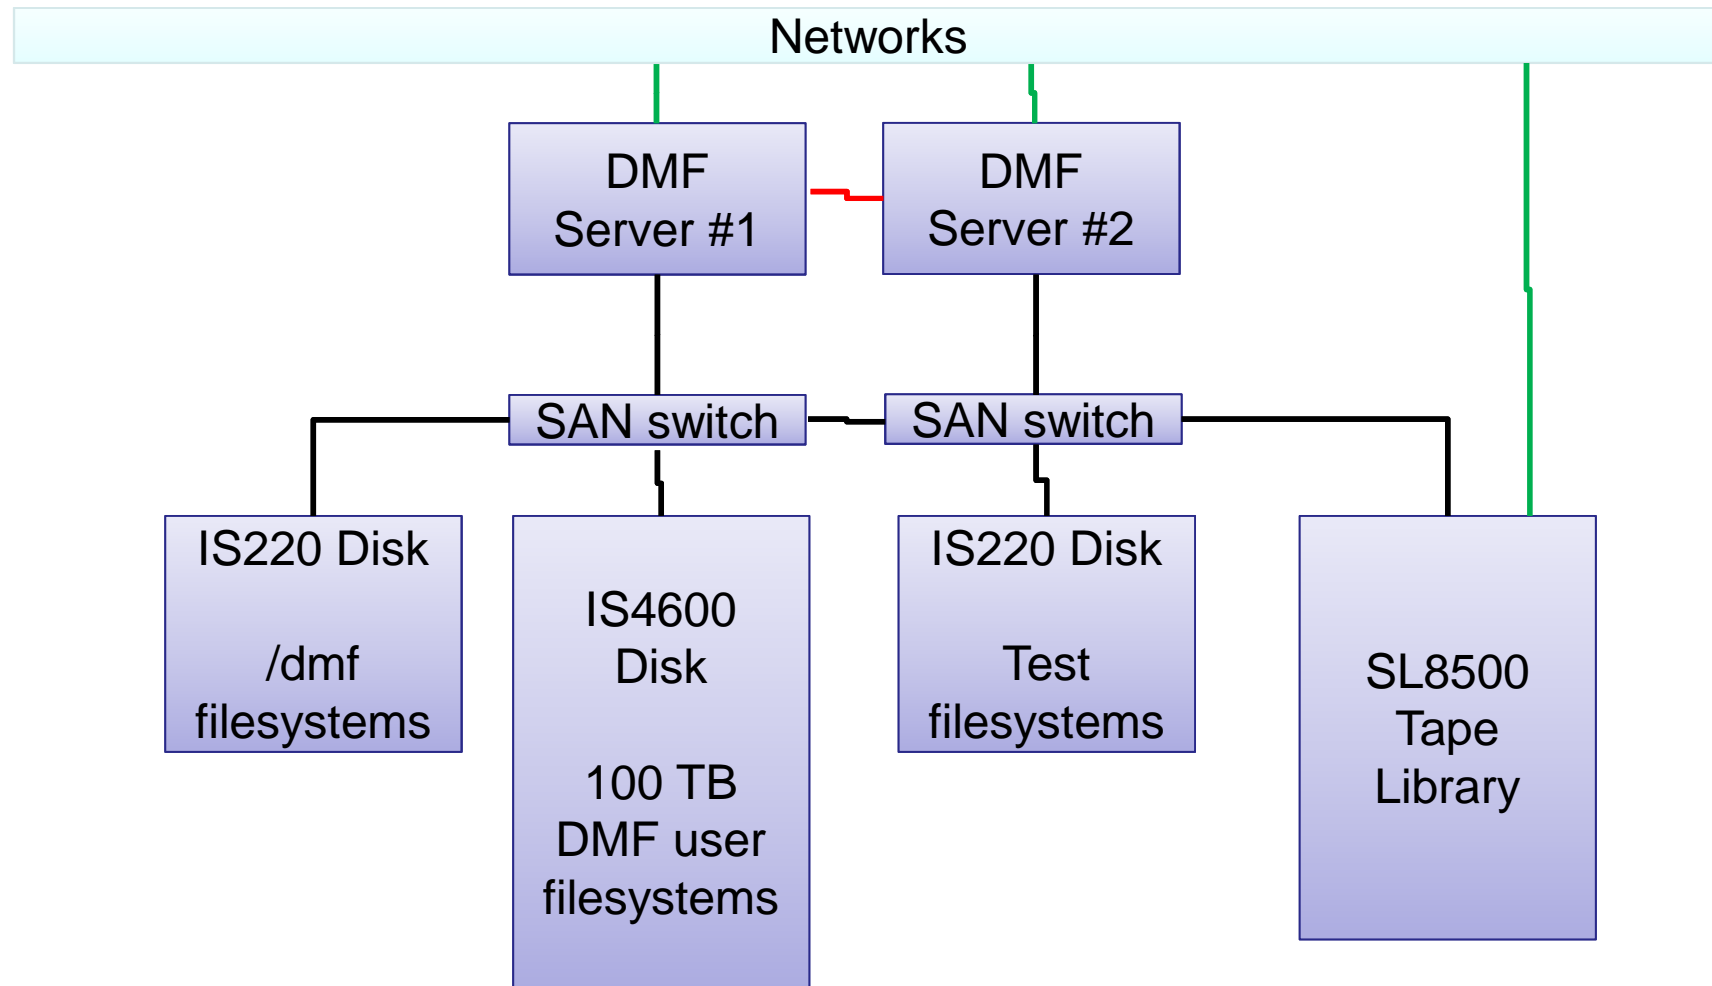 Networks
DMF
Server #1
DMF
Server #2
SAN switch
SAN switch
IS220 Disk
/dmf
filesystems
IS4600
Disk
100 TB
DMF user
filesystems
IS220 Disk
Test
filesystems
SL8500
Tape
Library